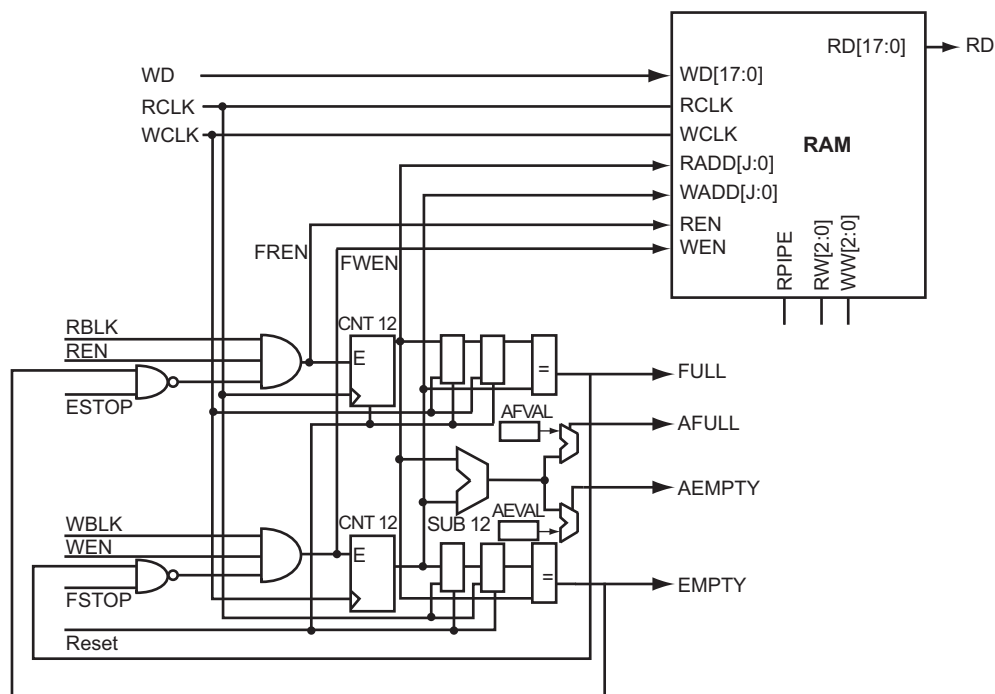 RD[17:0]
RD
WD
WD[17:0]
RCLK
RCLK
WCLK
WCLK
RAM
RADD[J:0]
WADD[J:0]
REN
FREN
FWEN
WEN
RPIPE
RW[2:0]
WW[2:0]
RBLK
REN
CNT 12
E
=
FULL
ESTOP
AFVAL
AFULL
AEMPTY
WBLK
WEN
CNT 12
SUB 12
AEVAL
E
=
EMPTY
FSTOP
Reset